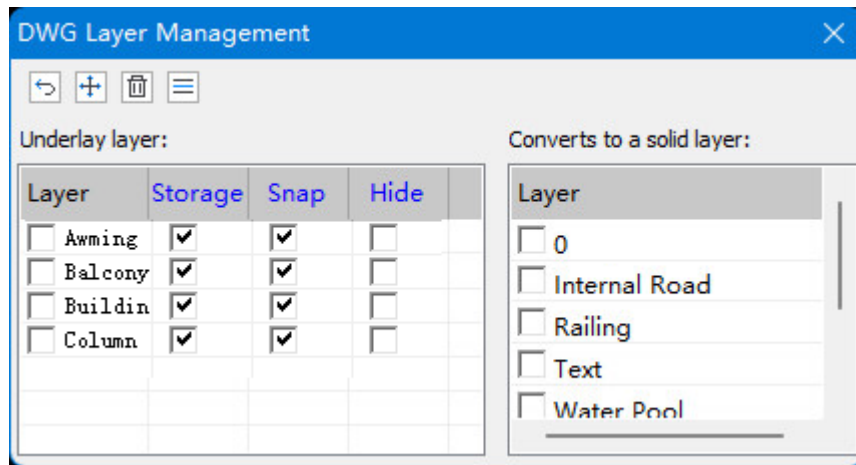 DWG Layer Management
Underlay layer:
Layer Storage Snap Hide
Awming
Balcony
Buildin
Column
Converts to a solid layer:
Layer
0
Internal Road
Railing
Text
Water Pool